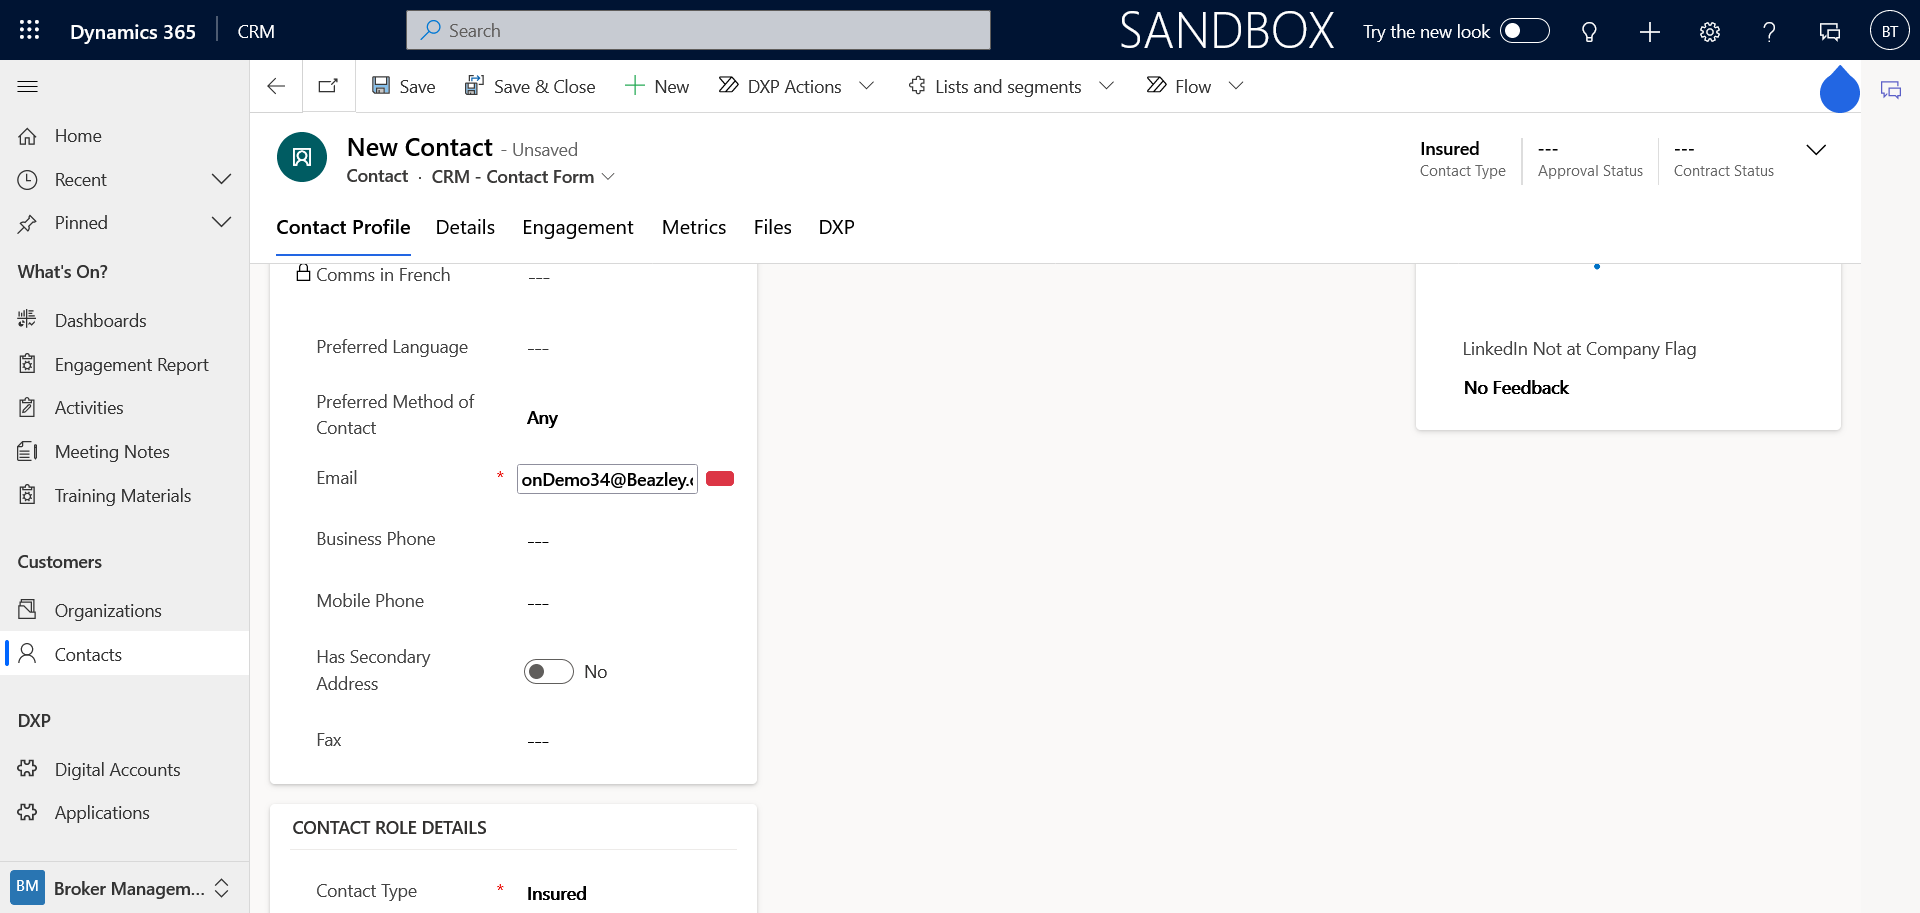 Dynamics 365
CRM
Search
SANDBOX
Try the new look
BT
Save
Save & Close
New
DXP Actions
Lists and segments
Flow
Home
Recent
Pinned
What's On?
Dashboards
Engagement Report
Activities
Meeting Notes
Training Materials
Customers
Organizations
Contacts
DXP
Digital Accounts
Applications
BM
Broker Managem...
New Contact - Unsaved
Contact · CRM - Contact Form
Insured
Contact Type
---
Approval Status
---
Contract Status
Contact Profile
Details
Engagement
Metrics
Files
DXP
Comms in French
---
Preferred Language
---
Preferred Method of
Contact
Any
Email
*
onDemo34@Beazley.
Business Phone
---
Mobile Phone
---
Has Secondary
Address
No
Fax
---
CONTACT ROLE DETAILS
Contact Type
*
Insured
LinkedIn Not at Company Flag
No Feedback